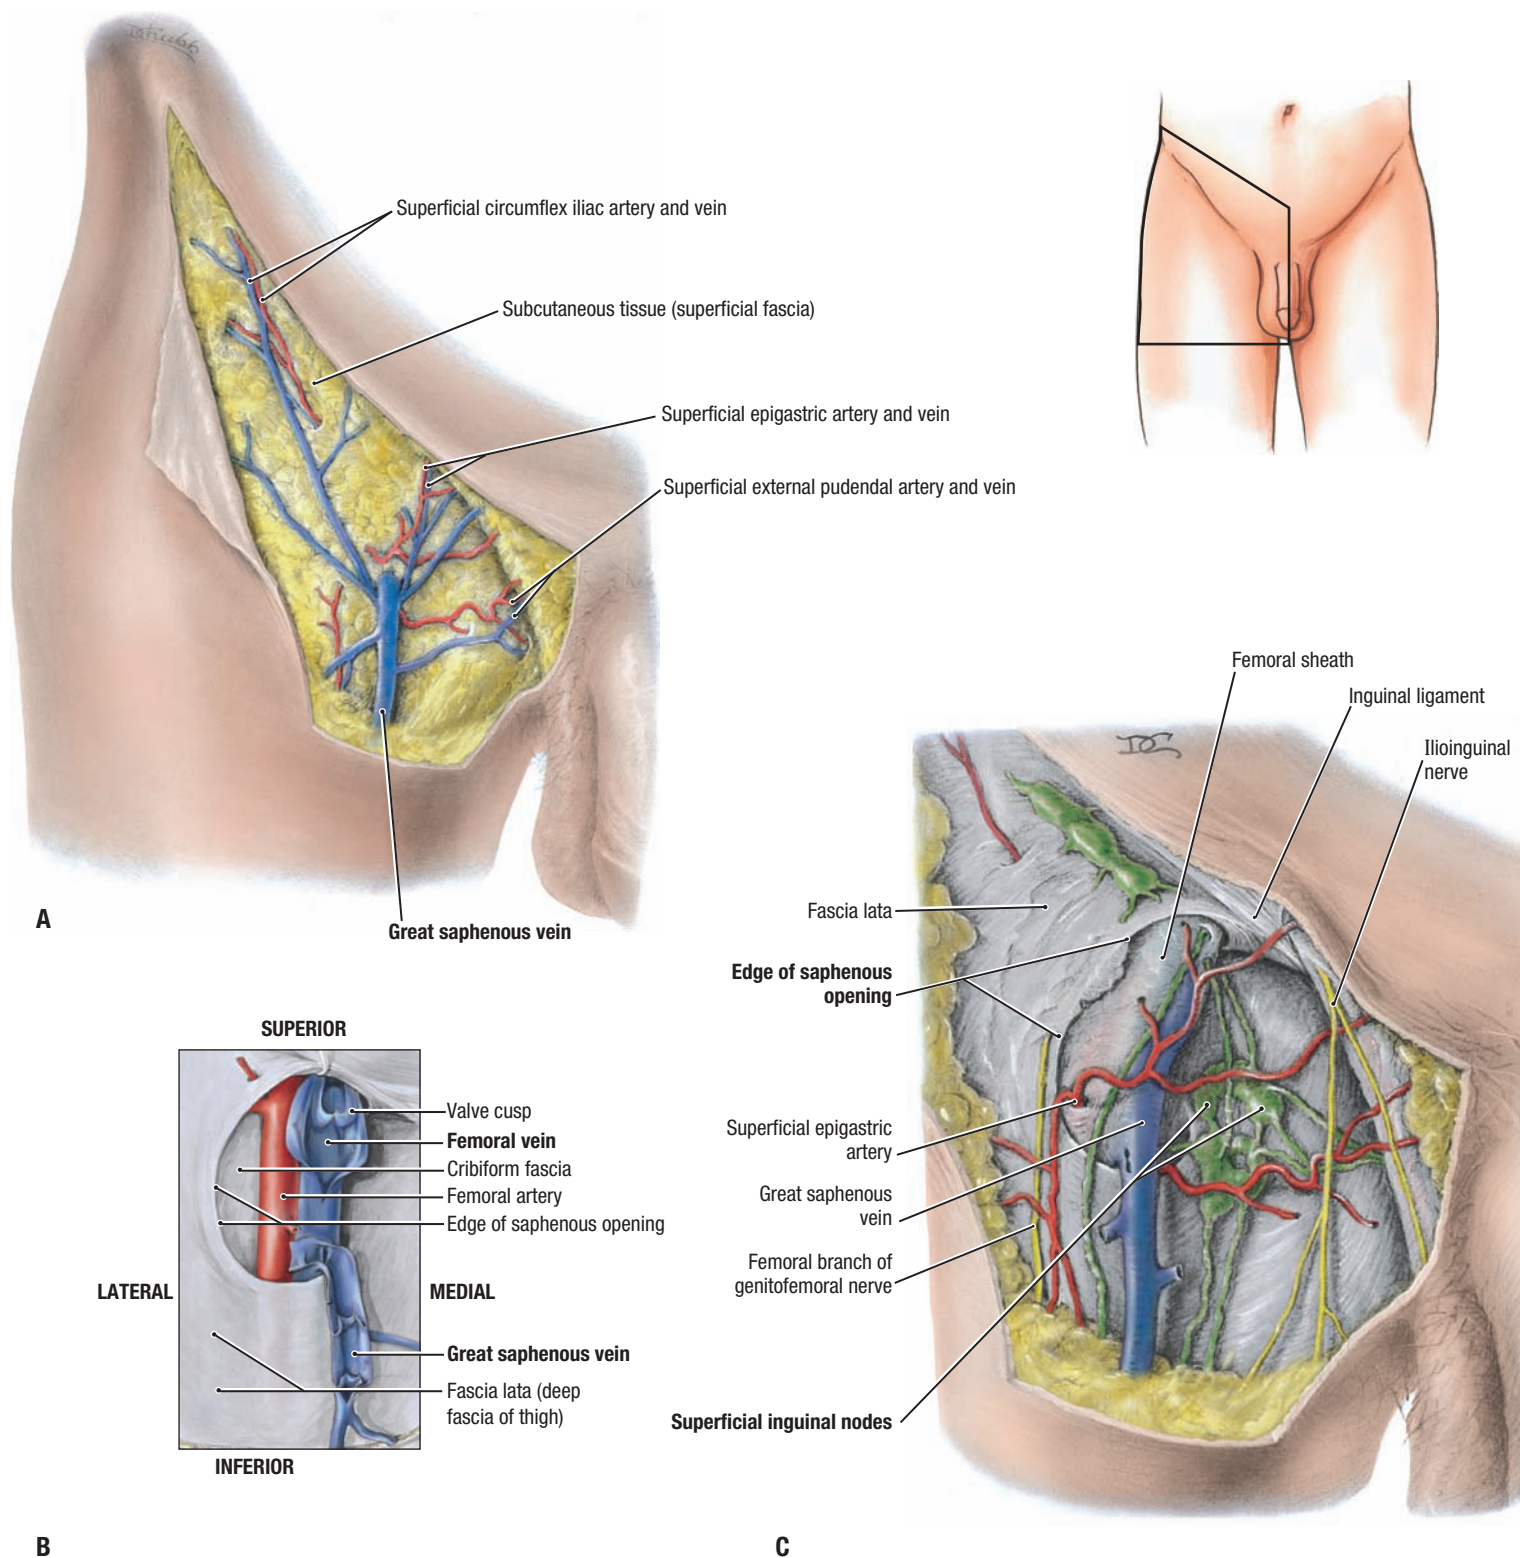 Superficial circumflex iliac artery and vein
Subcutaneous tissue (superficial fascia)
Superficial epigastric artery and vein
Superficial external pudendal artery and vein
Great saphenous vein
A
SUPERIOR
Valve cusp
Femoral vein
Cribiform fascia
Femoral artery
Edge of saphenous opening
LATERAL
MEDIAL
Great saphenous vein
Fascia lata (deep
fascia of thigh)
INFERIOR
B
Femoral sheath
Inguinal ligament
Ilioinguinal
nerve
Fascia lata
Edge of saphenous
opening
Superficial epigastric
artery
Great saphenous
vein
Femoral branch of
genitofemoral nerve
Superficial inguinal nodes
C